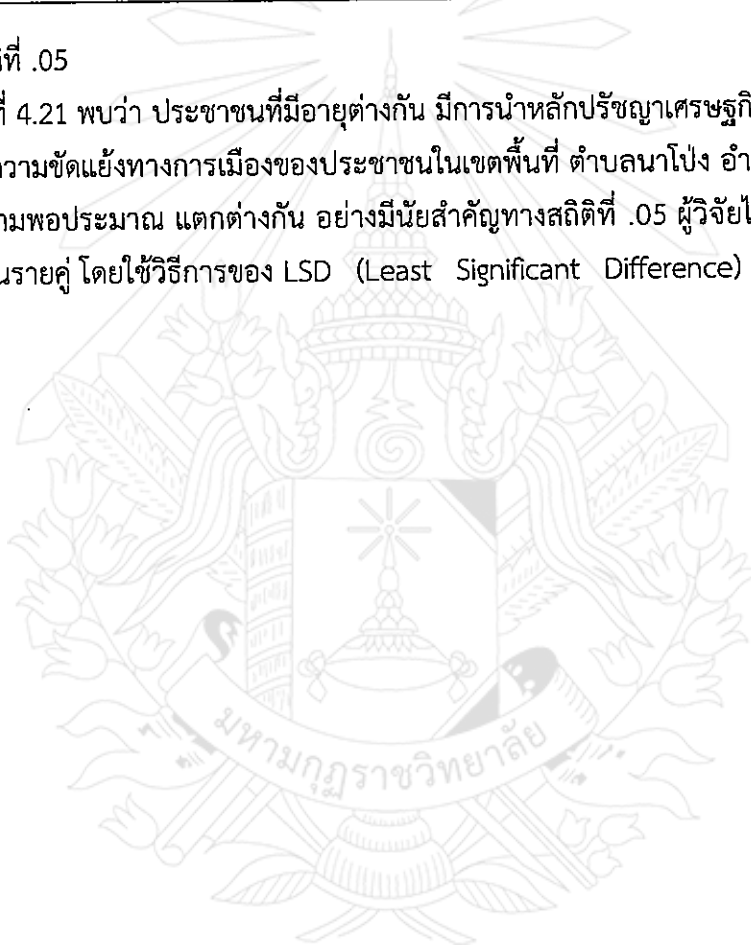 ที่ .05
ที่ 4.21 พบว่า ประชาชนที่มีอายุต่างกัน มีการนำหลักปรัชญาเศรษฐกิ
ความขัดแย้งทางการเมืองของประชาชนในเขตพื้นที่ ตำบลนาโป่ง อำ
ามพอประมาณ แตกต่างกัน อย่างมีนัยสำคัญทางสถิติที่ .05 ผู้วิจัยไ
นรายคู่ โดยใช้วิธีการของ LSD (Least Significant Difference)
มหามกุฏราชวิทยาลัย